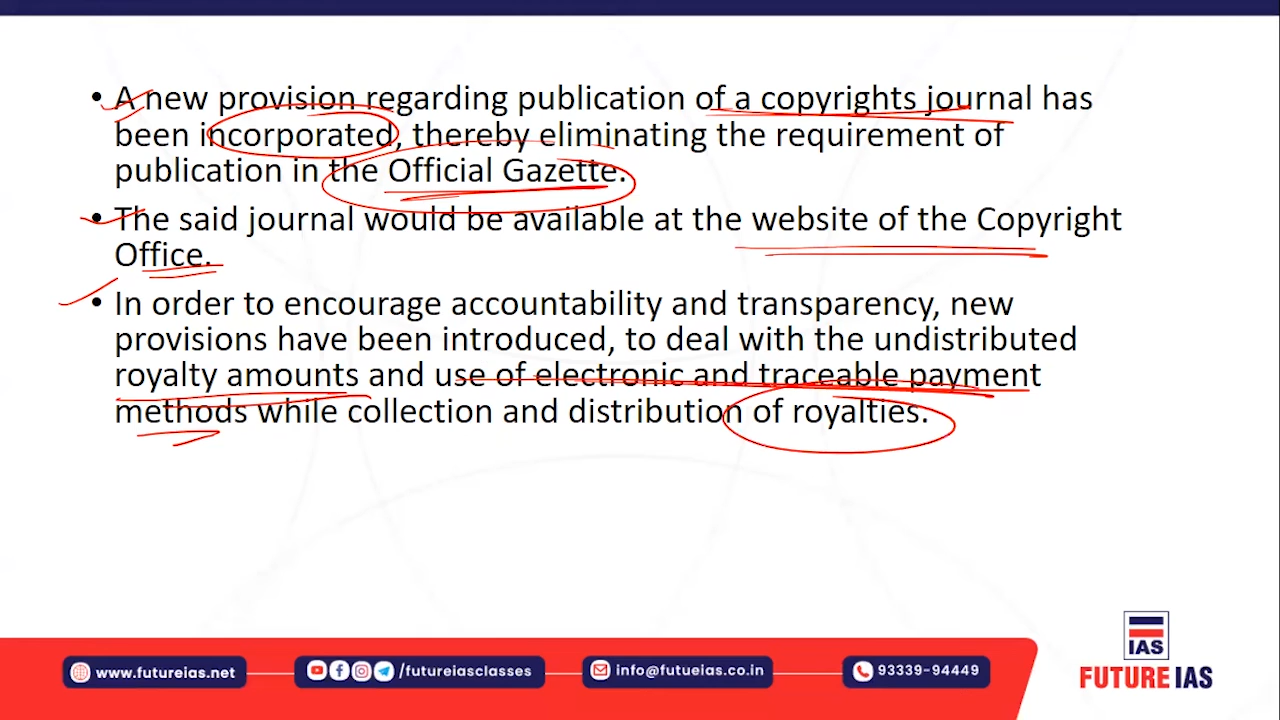 • A new provision regarding publication of a copyrights journal has
been incorporated, thereby eliminating the requirement of
publication in the Official Gazette.
• The said journal would be available at the website of the Copyright
Office.
• In order to encourage accountability and transparency, new
provisions have been introduced, to deal with the undistributed
royalty amounts and use of electronic and traceable payment
methods while collection and distribution of royalties.
IAS
FUTURE IAS
www.futureias.net
/futureiasclasses
info@futueias.co.in
93339-94449